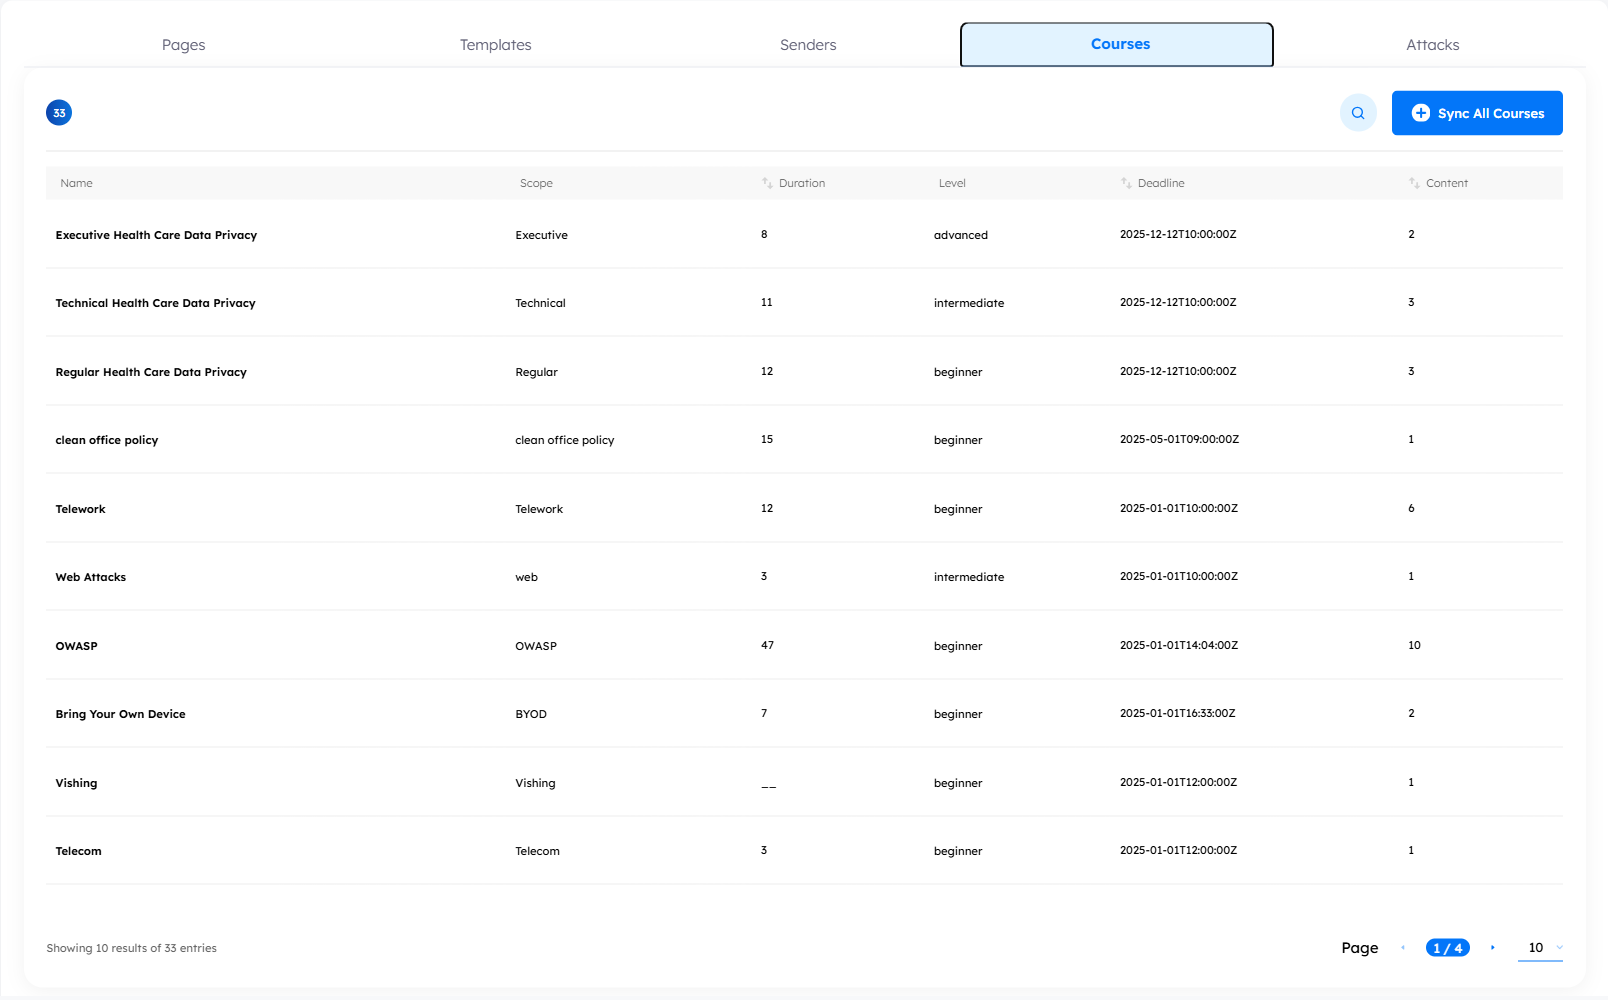 Pages Templates Senders Courses Attacks
33 Sync All Courses
Name Scope Duration Level Deadline Content
Executive Health Care Data Privacy Executive 8 advanced 2025-12-12T10:00:00Z 2
Technical Health Care Data Privacy Technical 11 intermediate 2025-12-12T10:00:00Z 3
Regular Health Care Data Privacy Regular 12 beginner 2025-12-12T10:00:00Z 3
clean office policy clean office policy 15 beginner 2025-05-01T09:00:00Z 1
Telework Telework 12 beginner 2025-01-01T10:00:00Z 6
Web Attacks web 3 intermediate 2025-01-01T10:00:00Z 1
OWASP OWASP 47 beginner 2025-01-01T14:04:00Z 10
Bring Your Own Device BYOD 7 beginner 2025-01-01T16:33:00Z 2
Vishing Vishing __ beginner 2025-01-01T12:00:00Z 1
Telecom Telecom 3 beginner 2025-01-01T12:00:00Z 1
Showing 10 results of 33 entries Page 1 / 4 10